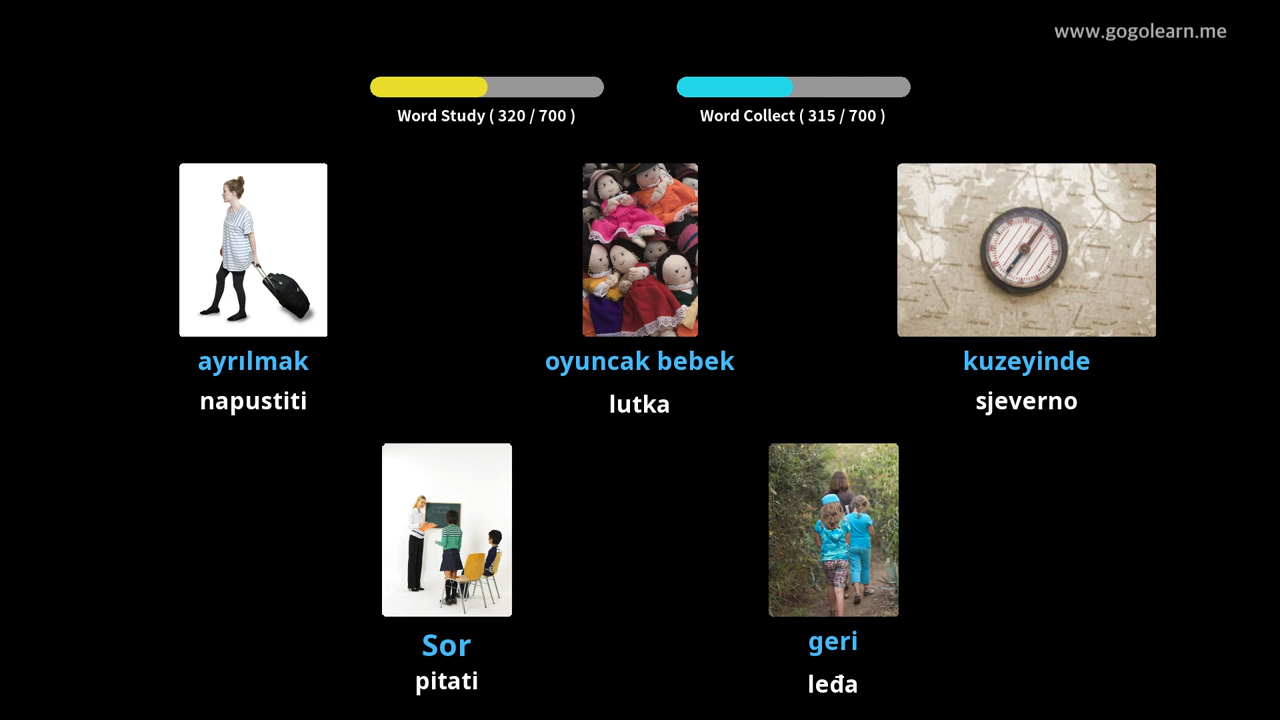 www.gogolearn.me
Word Study ( 320 / 700 )
Word Collect ( 315 / 700 )
ayrılmak
napustiti
oyuncak bebek
lutka
kuzeyinde
sjeverno
Sor
pitati
geri
leđa